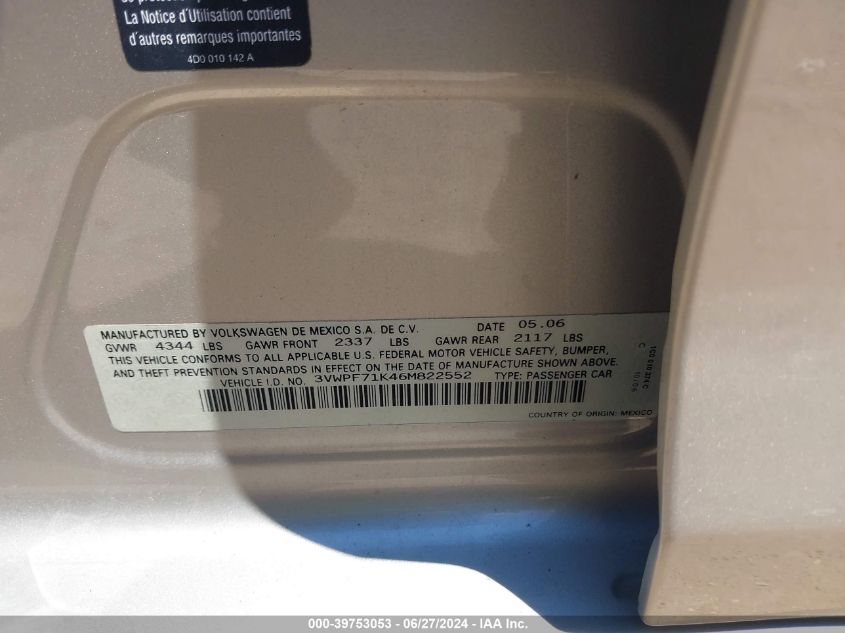 La Notice d'Utilisation contient
d'autres remarques importantes
4D0 010 142 A
MANUFACTURED BY VOLKSWAGEN DE MEXICO S.A. DE C.V. DATE 05.06
GVWR 4344 LBS GAWR FRONT 2337 LBS GAWR REAR 2117 LBS
THIS VEHICLE CONFORMS TO ALL APPLICABLE U.S. FEDERAL MOTOR VEHICLE SAFETY, BUMPER,
AND THEFT PREVENTION STANDARDS IN EFFECT ON THE DATE OF MANUFACTURE SHOWN ABOVE.
VEHICLE I.D. NO. 3VWPF71K46M822552 TYPE: PASSENGER CAR
COUNTRY OF ORIGIN: MEXICO
C
000-39753053 - 06/27/2024 - IAA, Inc.